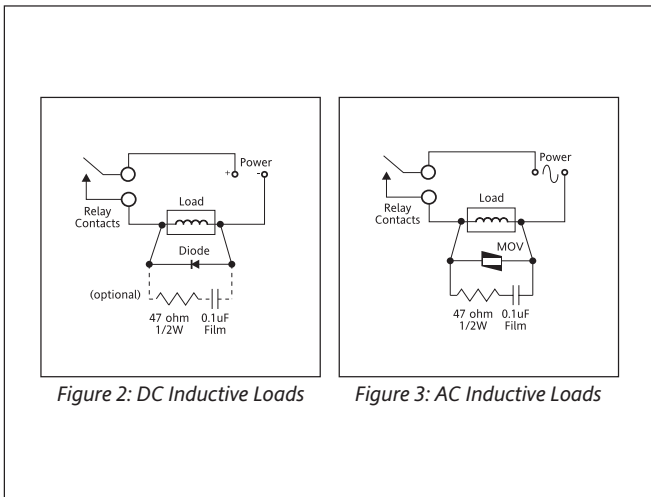 Power
+ -
Relay
Contacts
Load
Diode
(optional)
47 ohm
1/2W
0.1uF
Film
Figure 2: DC Inductive Loads
Power
Relay
Contacts
Load
MOV
47 ohm
1/2W
0.1uF
Film
Figure 3: AC Inductive Loads